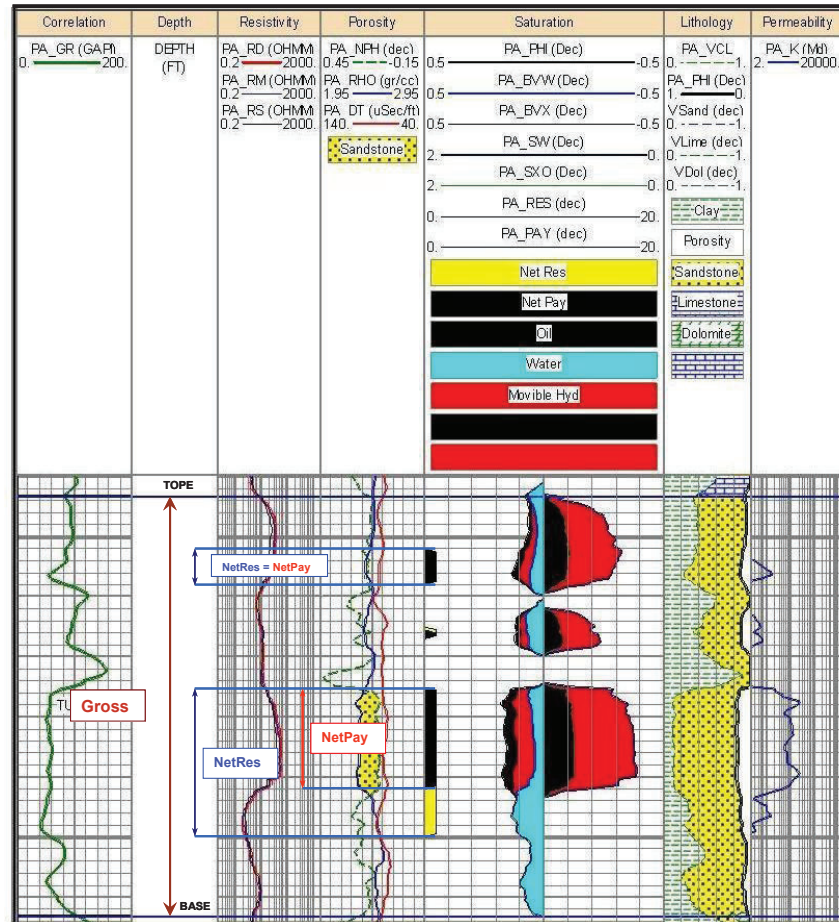 Correlation Depth Resistivity Porosity Saturation Lithology Permeability
PA_GR (GAPI)
0. 200.
DEPTH
(FT)
PA_RD (OHMM)
0.2 2000.
PA_RM (OHMM)
0.2 2000.
PA_RS (OHMM)
0.2 2000.
PA_NPH (dec)
0.45 -0.15
PA_RHO (gr/cc)
1.95 2.95
PA_DT (uSec/ft)
140. 40.
Sandstone
PA_PHI (Dec)
0.5 -0.5
PA_BVW (Dec)
0.5 -0.5
PA_BVX (Dec)
0.5 -0.5
PA_SW (Dec)
2. 0.
PA_SXO (Dec)
2. 0.
PA_RES (dec)
0. 20.
PA_PAY (dec)
0. 20.
Net Res
Net Pay
Oil
Water
Movible Hyd
PA_VCL
0. 1.
PA_PHI (Dec)
1. 0.
VSand (dec)
0. 1.
VLime (dec)
0. 1.
VDol (dec)
0. 1.
Clay
Porosity
Sandstone
Limestone
Dolomite
PA_K (Md)
2. 20000.
TOPE
NetRes = NetPay
Gross
NetPay
NetRes
BASE